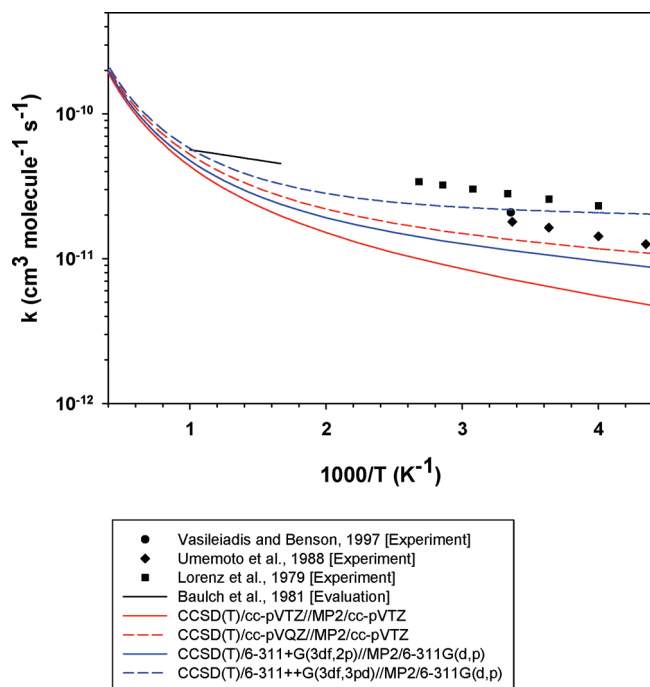 k (cm³ molecule⁻¹ s⁻¹)
10⁻¹⁰
10⁻¹¹
10⁻¹²
1 2 3 4
1000/T (K⁻¹)
Vasileiadis and Benson, 1997 [Experiment]
Umemoto et al., 1988 [Experiment]
Lorenz et al., 1979 [Experiment]
Baulch et al., 1981 [Evaluation]
CCSD(T)/cc-pVTZ//MP2/cc-pVTZ
CCSD(T)/cc-pVQZ//MP2/cc-pVTZ
CCSD(T)/6-311+G(3df,2p)//MP2/6-311G(d,p)
CCSD(T)/6-311++G(3df,3pd)//MP2/6-311G(d,p)